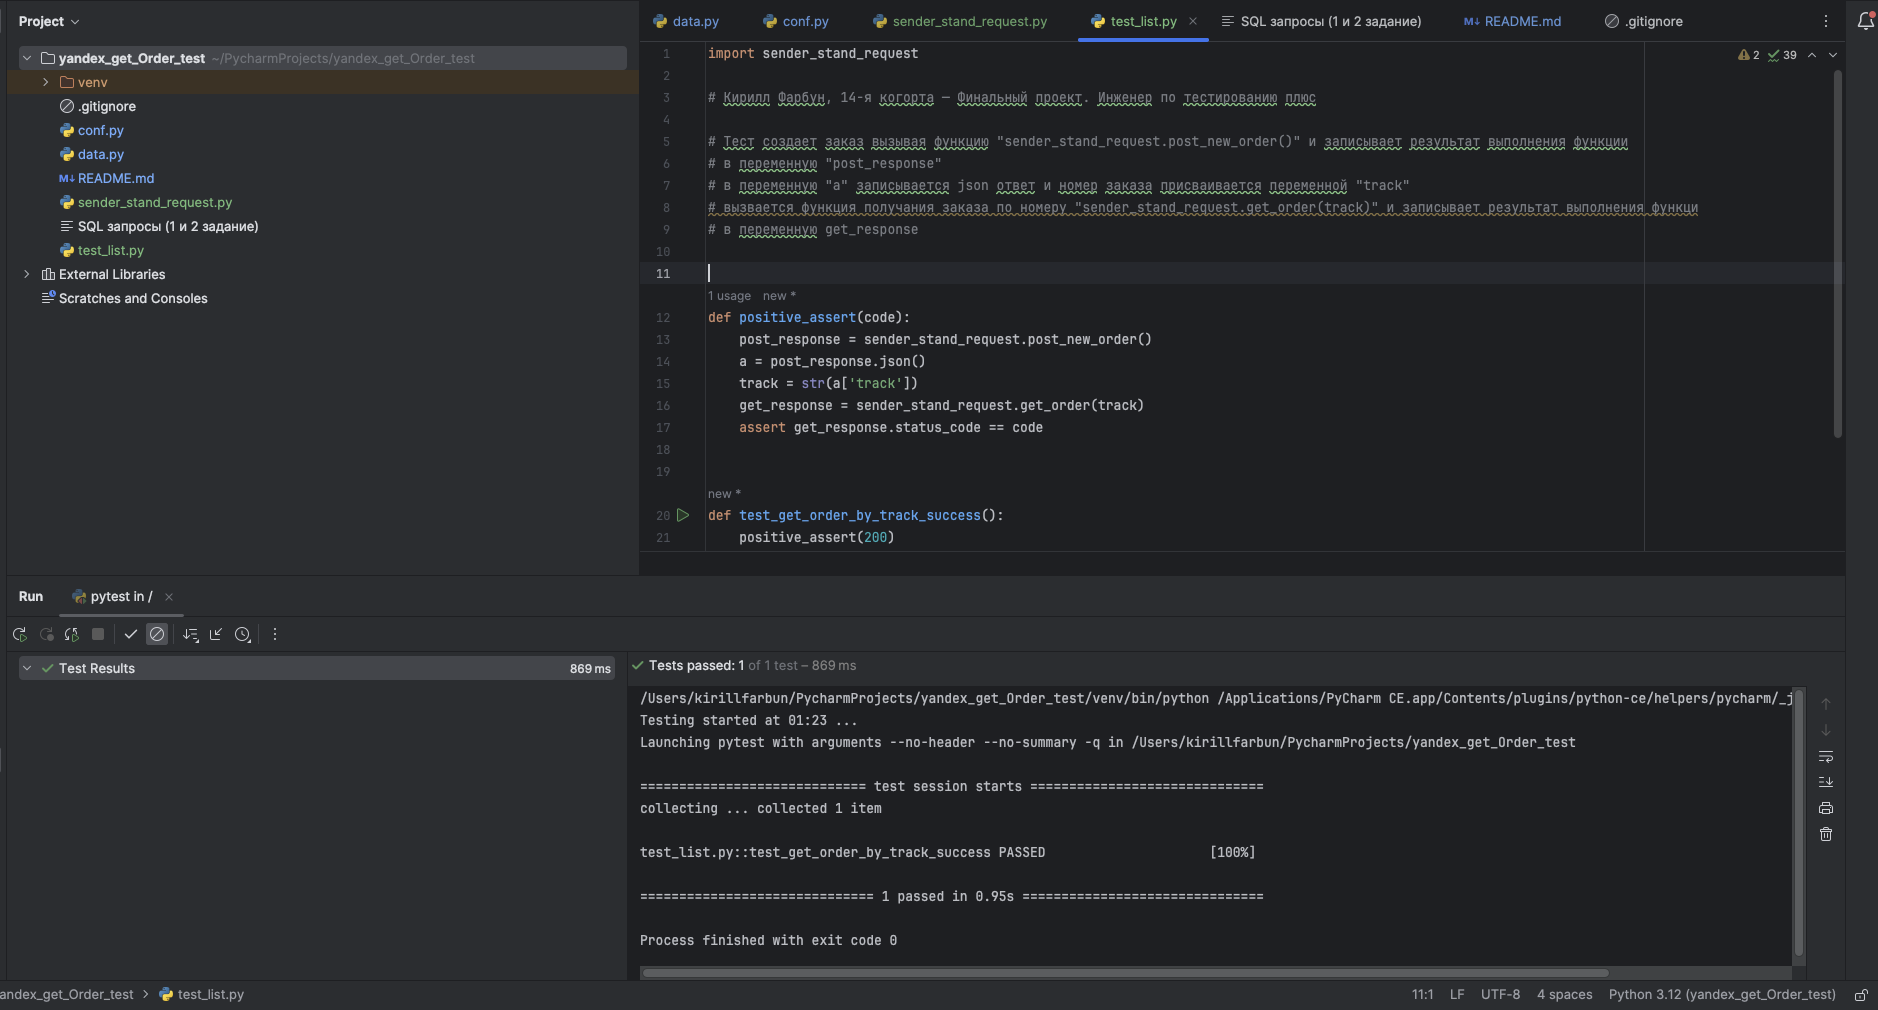 Project
yandex_get_Order_test ~/PycharmProjects/yandex_get_Order_test
venv
.gitignore
conf.py
data.py
README.md
sender_stand_request.py
SQL запросы (1 и 2 задание)
test_list.py
External Libraries
Scratches and Consoles
data.py conf.py sender_stand_request.py test_list.py SQL запросы (1 и 2 задание) README.md .gitignore
2 39
1 import sender_stand_request
2
3 # Кирилл Фарбун, 14-я когорта — Финальный проект. Инженер по тестированию плюс
4
5 # Тест создает заказ вызывая функцию "sender_stand_request.post_new_order()" и записывает результат выполнения функции
6 # в переменную "post_response"
7 # в переменную "a" записывается json ответ и номер заказа присваивается переменной "track"
8 # вызвается функция получания заказа по номеру "sender_stand_request.get_order(track)" и записывает результат выполнения функци
9 # в переменную get_response
10
11
1 usage new *
12 def positive_assert(code):
13 post_response = sender_stand_request.post_new_order()
14 a = post_response.json()
15 track = str(a['track'])
16 get_response = sender_stand_request.get_order(track)
17 assert get_response.status_code == code
18
19
new *
20 def test_get_order_by_track_success():
21 positive_assert(200)
Run pytest in /
Test Results 869 ms
Tests passed: 1 of 1 test – 869 ms
/Users/kirillfarbun/PycharmProjects/yandex_get_Order_test/venv/bin/python /Applications/PyCharm CE.app/Contents/plugins/python-ce/helpers/pycharm/_j
Testing started at 01:23 ...
Launching pytest with arguments --no-header --no-summary -q in /Users/kirillfarbun/PycharmProjects/yandex_get_Order_test
============================= test session starts ==============================
collecting ... collected 1 item
test_list.py::test_get_order_by_track_success PASSED [100%]
============================== 1 passed in 0.95s ===============================
Process finished with exit code 0
andex_get_Order_test > test_list.py
11:1 LF UTF-8 4 spaces Python 3.12 (yandex_get_Order_test)